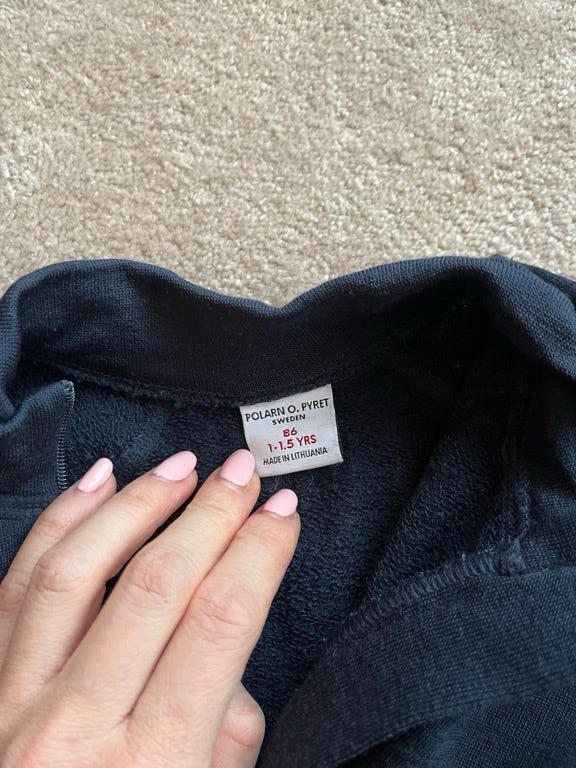 POLARN O. PYRET
SWEDEN
86
1-1.5 YRS
MADE IN LITHUANIA